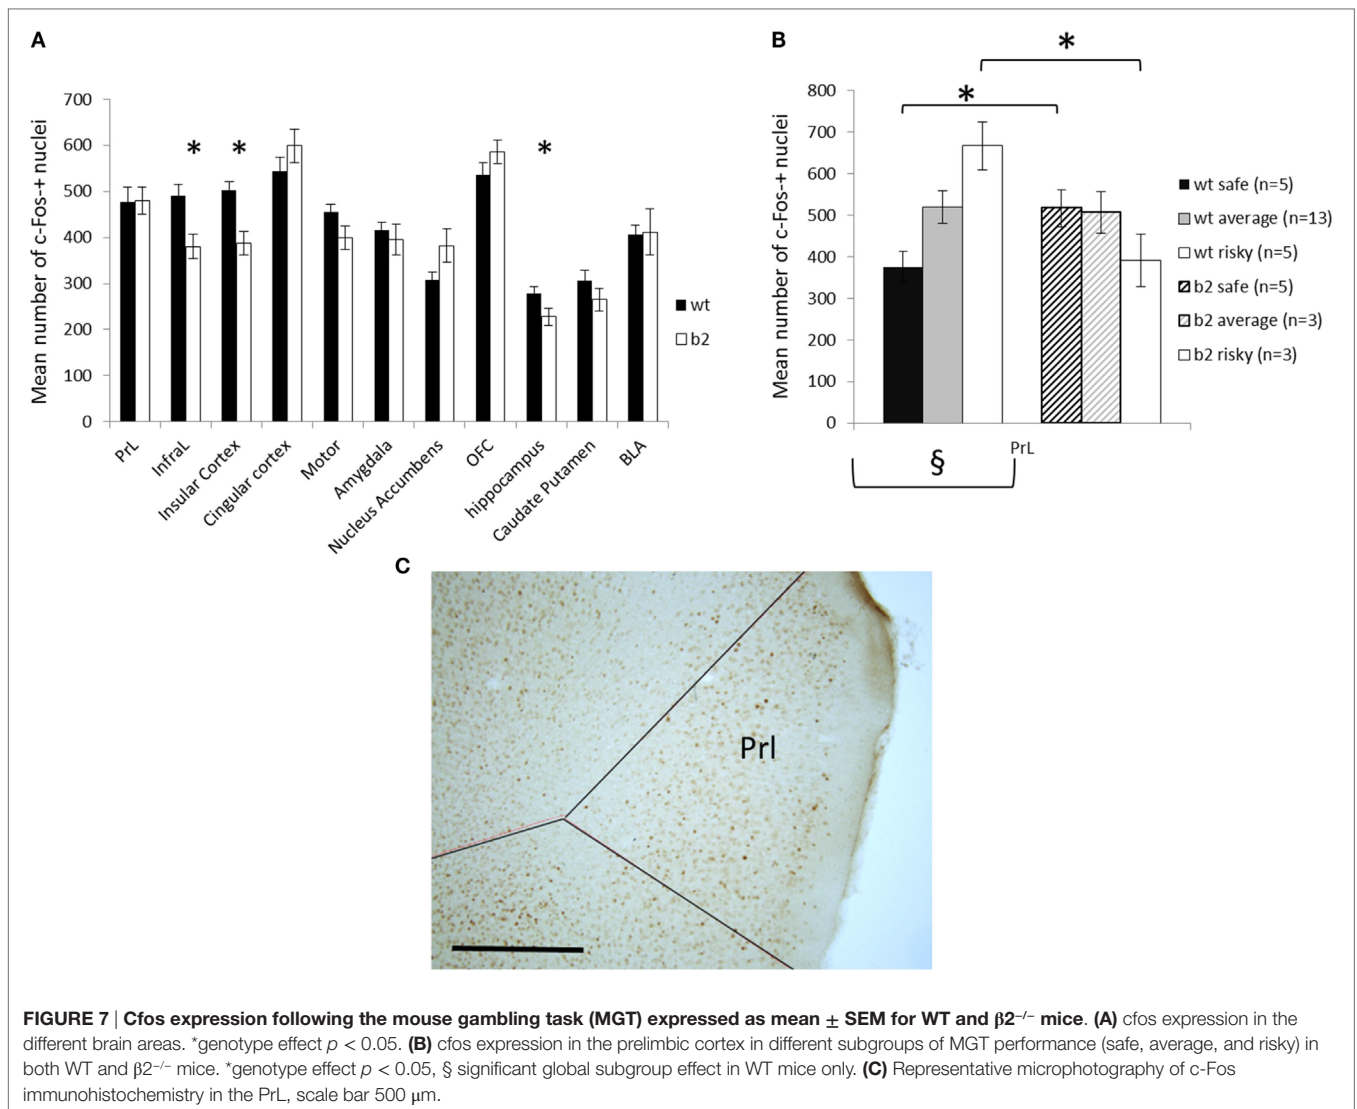 A
Mean number of c-Fos-+ nuclei
700
600
500
400
300
200
100
0
*
*
*
PrL
InfraL
Insular Cortex
Cingular cortex
Motor
Amygdala
Nucleus Accumbens
OFC
hippocampus
Caudate Putamen
BLA
wt
b2
B
Mean number of c-Fos-+ nuclei
800
700
600
500
400
300
200
100
0
*
*
§
PrL
wt safe (n=5)
wt average (n=13)
wt risky (n=5)
b2 safe (n=5)
b2 average (n=3)
b2 risky (n=3)
C
Prl
FIGURE 7 | Cfos expression following the mouse gambling task (MGT) expressed as mean ± SEM for WT and β2⁻/⁻ mice. (A) cfos expression in the
different brain areas. *genotype effect p < 0.05. (B) cfos expression in the prelimbic cortex in different subgroups of MGT performance (safe, average, and risky) in
both WT and β2⁻/⁻ mice. *genotype effect p < 0.05, § significant global subgroup effect in WT mice only. (C) Representative microphotography of c-Fos
immunohistochemistry in the PrL, scale bar 500 μm.